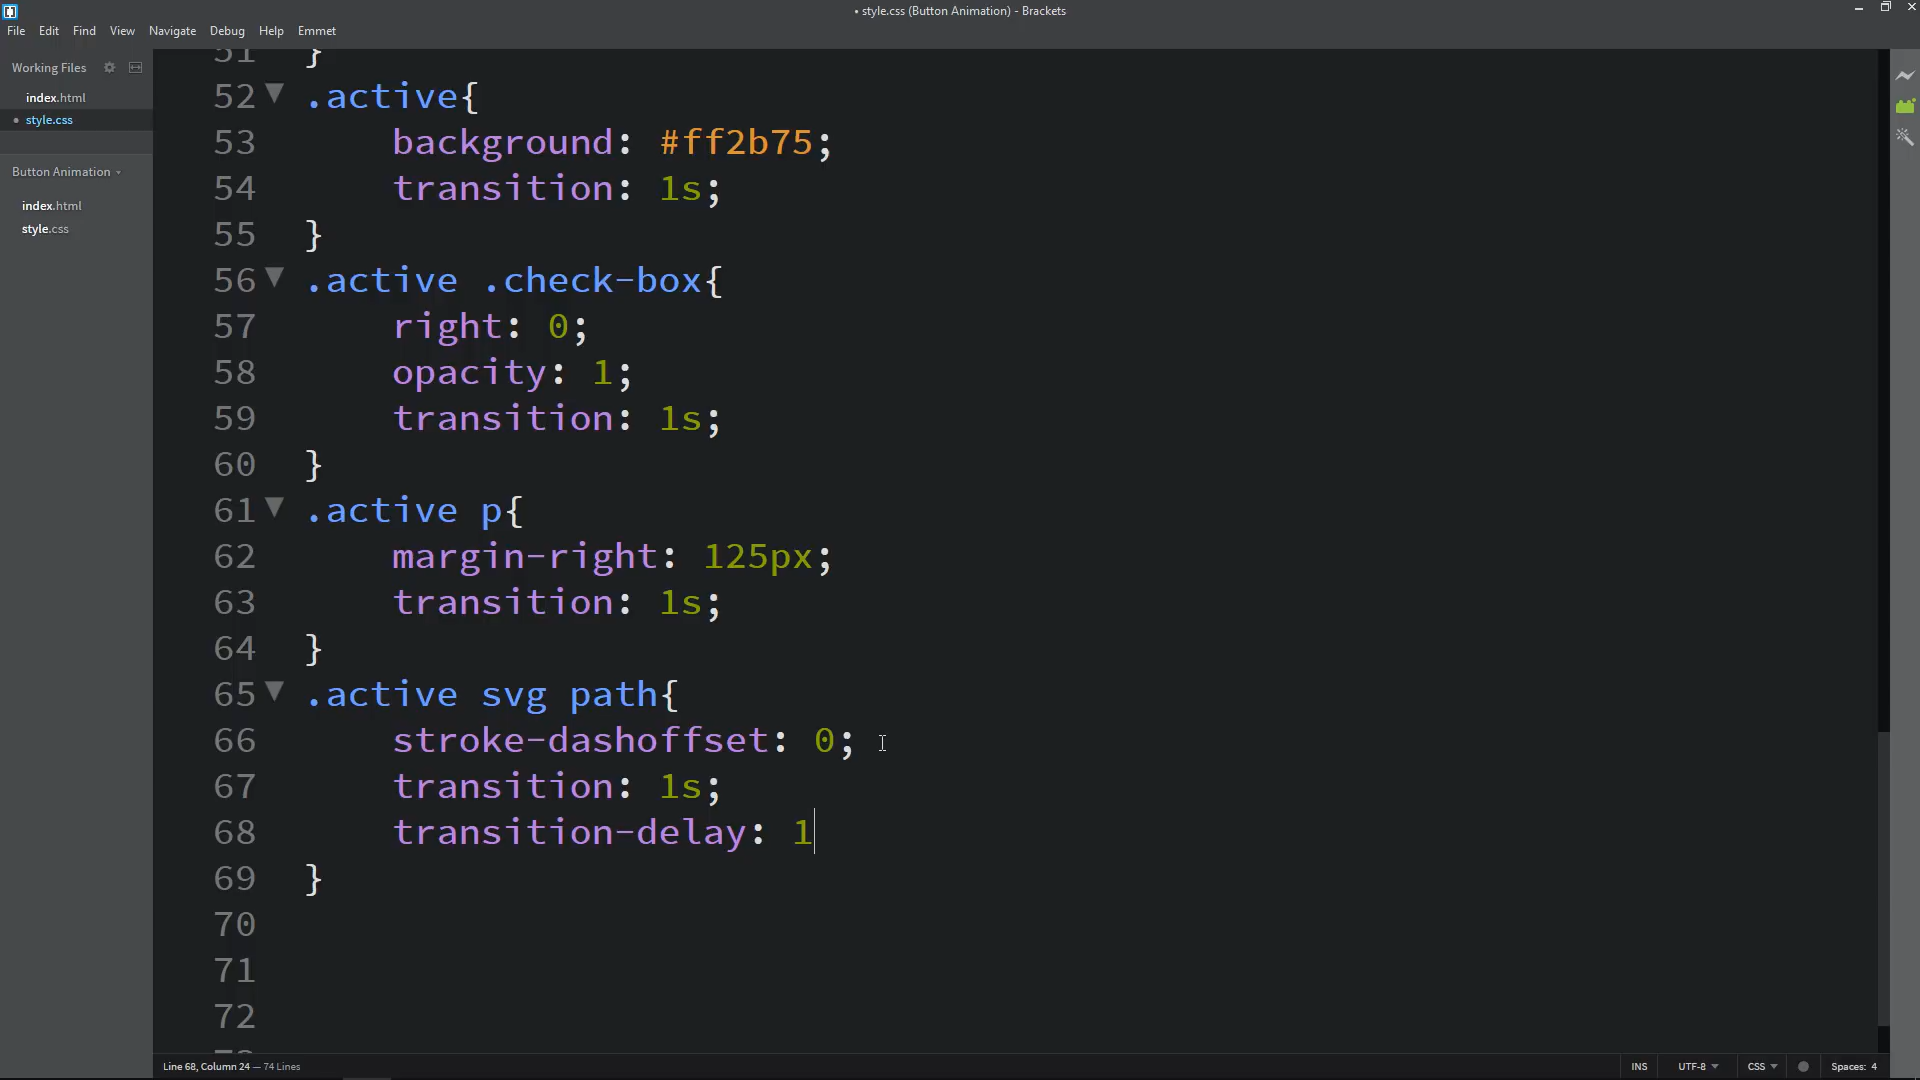 • style.css (Button Animation) - Brackets
File Edit Find View Navigate Debug Help Emmet
Working Files
index.html
• style.css
Button Animation
index.html
style.css
51 }
52 .active{
53 background: #ff2b75;
54 transition: 1s;
55 }
56 .active .check-box{
57 right: 0;
58 opacity: 1;
59 transition: 1s;
60 }
61 .active p{
62 margin-right: 125px;
63 transition: 1s;
64 }
65 .active svg path{
66 stroke-dashoffset: 0;
67 transition: 1s;
68 transition-delay: 1
69 }
70
71
72
73
Line 68, Column 24 — 74 Lines
INS UTF-8 CSS Spaces: 4